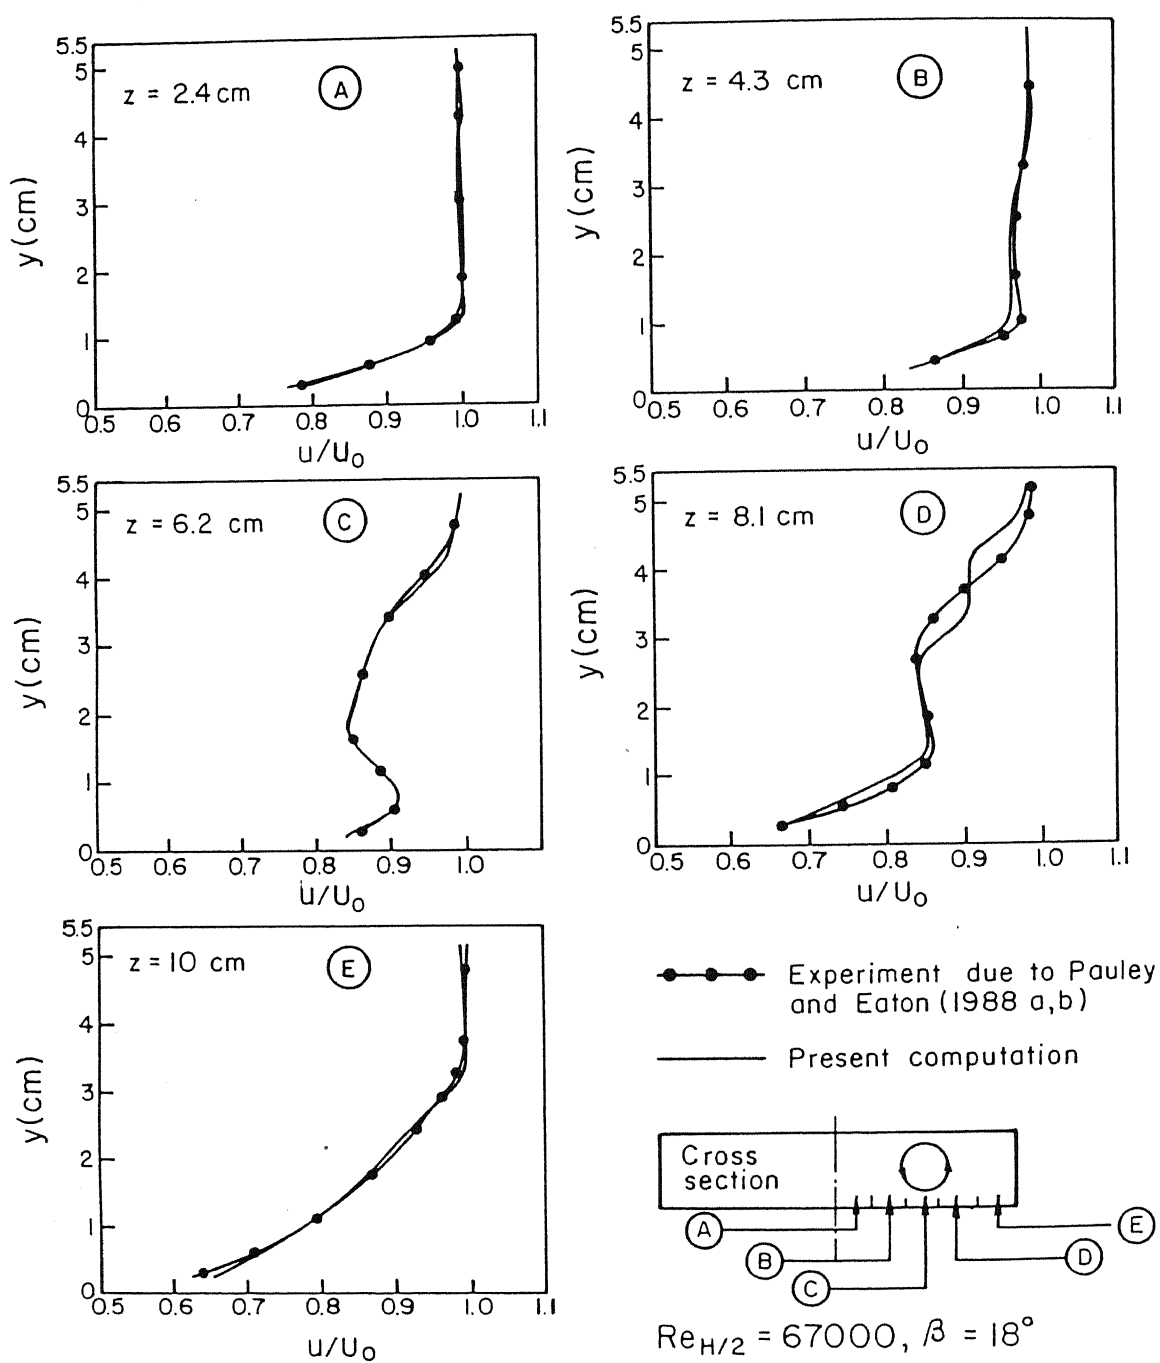 5.5
5
4
3
2
1
0
y(cm)
z = 2.4 cm
A
0.5 0.6 0.7 0.8 0.9 1.0 1.1
u/U₀
5.5
5
4
3
2
1
0
y(cm)
z = 4.3 cm
B
0.5 0.6 0.7 0.8 0.9 1.0 1.1
u/U₀
5.5
5
4
3
2
1
0
y(cm)
z = 6.2 cm
C
0.5 0.6 0.7 0.8 0.9 1.0
u/U₀
5.5
5
4
3
2
1
0
y(cm)
z = 8.1 cm
D
0.5 0.6 0.7 0.8 0.9 1.0 1.1
u/U₀
5.5
5
4
3
2
1
0
y(cm)
z = 10 cm
E
0.5 0.6 0.7 0.8 0.9 1.0 1.1
u/U₀
Experiment due to Pauley
and Eaton (1988 a,b)
Present computation
Cross
section
A
B
C
D
E
Re_H/2 = 67000, β = 18°